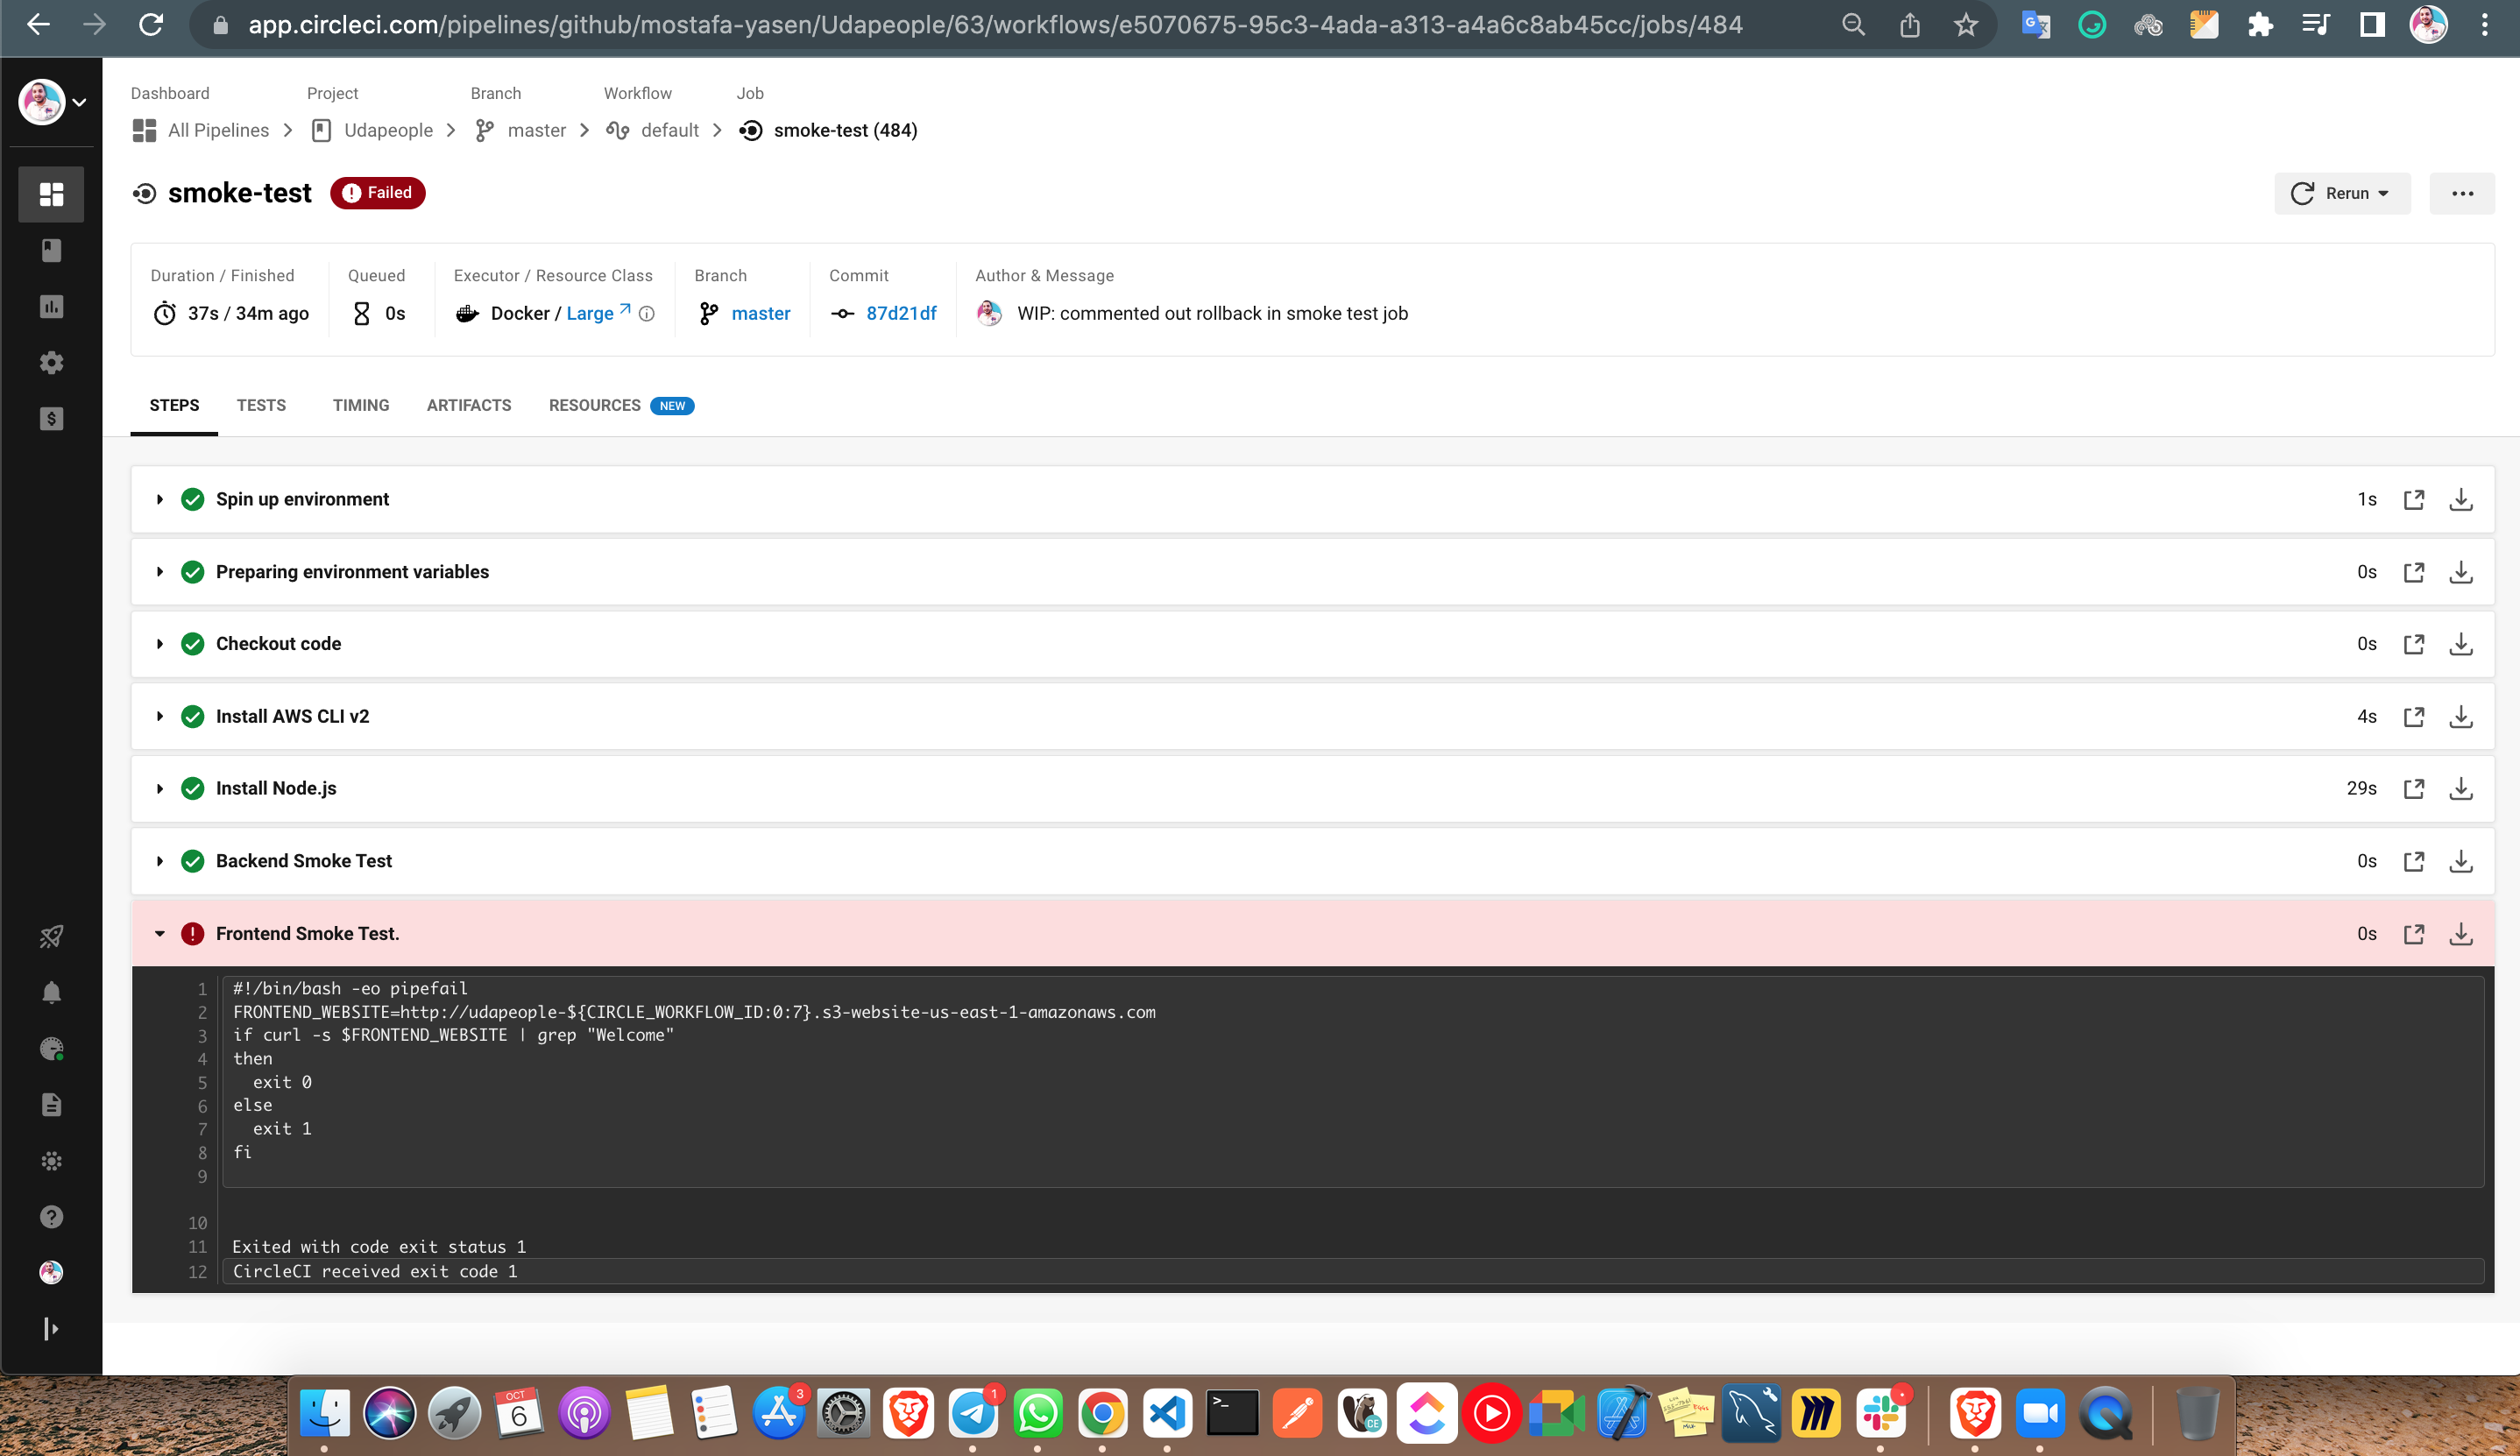 app.circleci.com/pipelines/github/mostafa-yasen/Udapeople/63/workflows/e5070675-95c3-4ada-a313-a4a6c8ab45cc/jobs/484
Dashboard Project Branch Workflow Job
All Pipelines Udapeople master default smoke-test (484)
smoke-test Failed Rerun
Duration / Finished Queued Executor / Resource Class Branch Commit Author & Message
37s / 34m ago 0s Docker / Large master 87d21df WIP: commented out rollback in smoke test job
STEPS TESTS TIMING ARTIFACTS RESOURCES NEW
Spin up environment 1s
Preparing environment variables 0s
Checkout code 0s
Install AWS CLI v2 4s
Install Node.js 29s
Backend Smoke Test 0s
Frontend Smoke Test. 0s
1 #!/bin/bash -eo pipefail
2 FRONTEND_WEBSITE=http://udapeople-${CIRCLE_WORKFLOW_ID:0:7}.s3-website-us-east-1-amazonaws.com
3 if curl -s $FRONTEND_WEBSITE | grep "Welcome"
4 then
5   exit 0
6 else
7   exit 1
8 fi
9
10
11 Exited with code exit status 1
12 CircleCI received exit code 1
OCT
6
3
1
CE